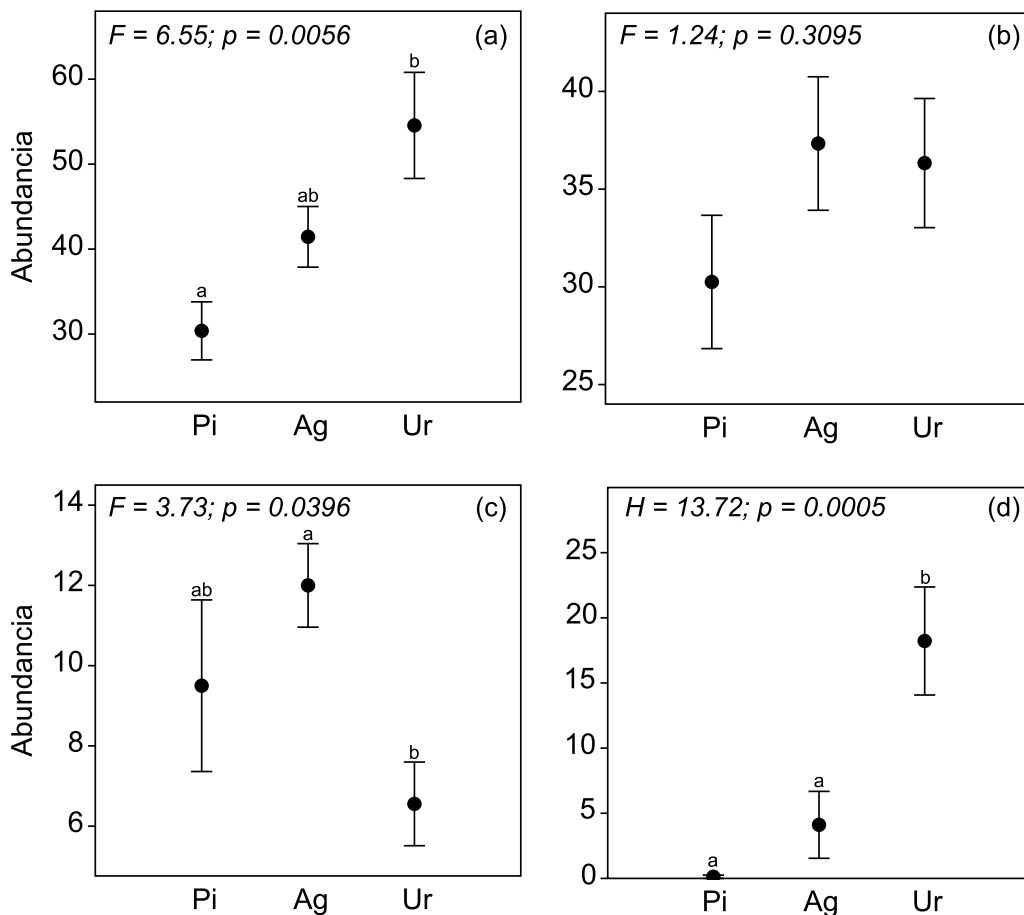 F = 6.55; p = 0.0056 (a)
60
50
40
30
Abundancia
a
ab
b
Pi Ag Ur
F = 1.24; p = 0.3095 (b)
40
35
30
25
Pi Ag Ur
F = 3.73; p = 0.0396 (c)
14
12
10
8
6
Abundancia
ab
a
b
Pi Ag Ur
H = 13.72; p = 0.0005 (d)
25
20
15
10
5
0
a
a
b
Pi Ag Ur